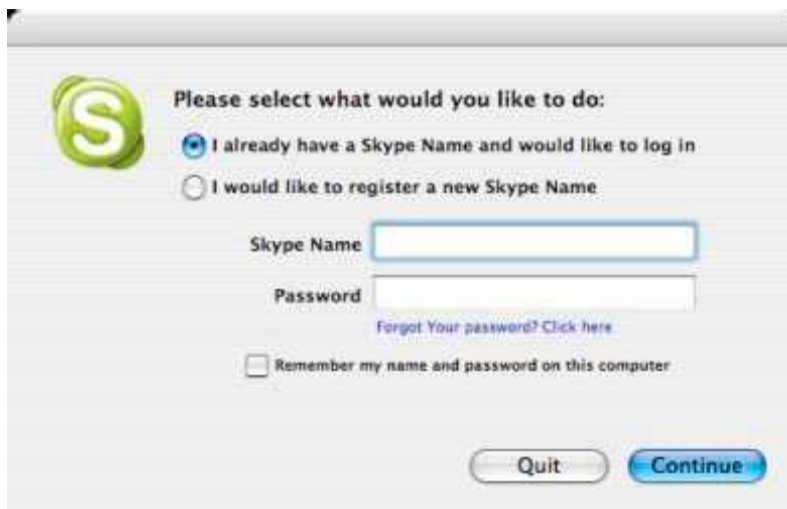 S
Please select what would you like to do:
I already have a Skype Name and would like to log in
I would like to register a new Skype Name
Skype Name
Password
Forgot Your password? Click here
Remember my name and password on this computer
Quit
Continue